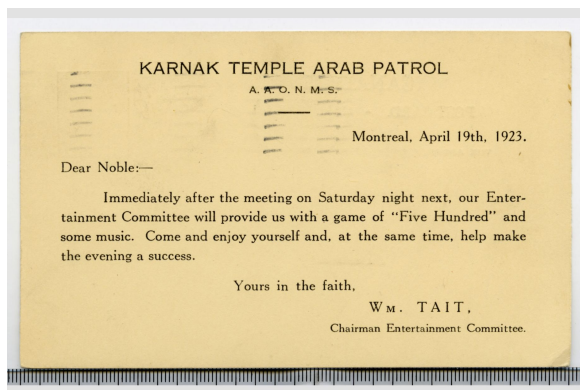 KARNAK TEMPLE ARAB PATROL
A. A. O. N. M. S.
Montreal, April 19th, 1923.
Dear Noble:—
Immediately after the meeting on Saturday night next, our Enter-
tainment Committee will provide us with a game of "Five Hundred" and
some music. Come and enjoy yourself and, at the same time, help make
the evening a success.
Yours in the faith,
WM. TAIT,
Chairman Entertainment Committee.